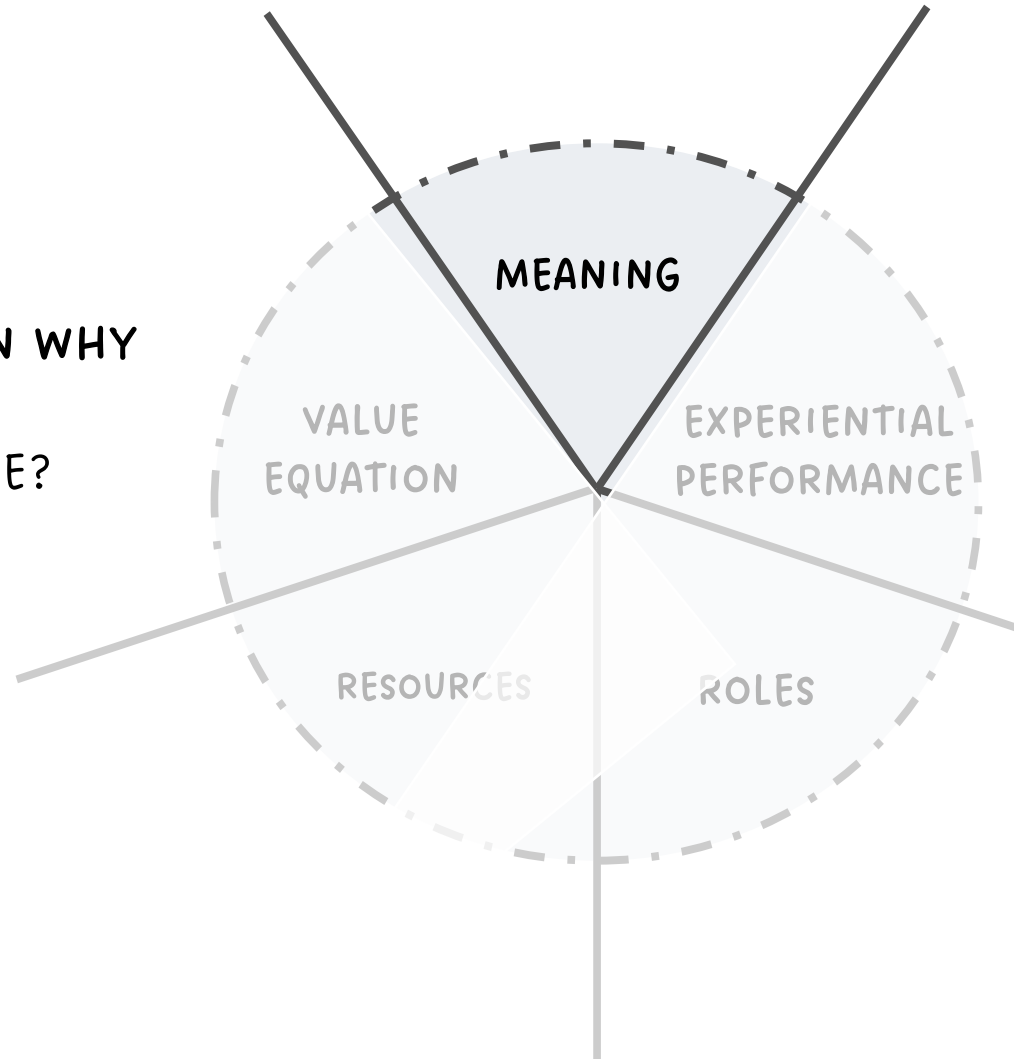 MEANING
WHY
VALUE
EQUATION
EXPERIENTIAL
PERFORMANCE
E?
RESOURCES
ROLES